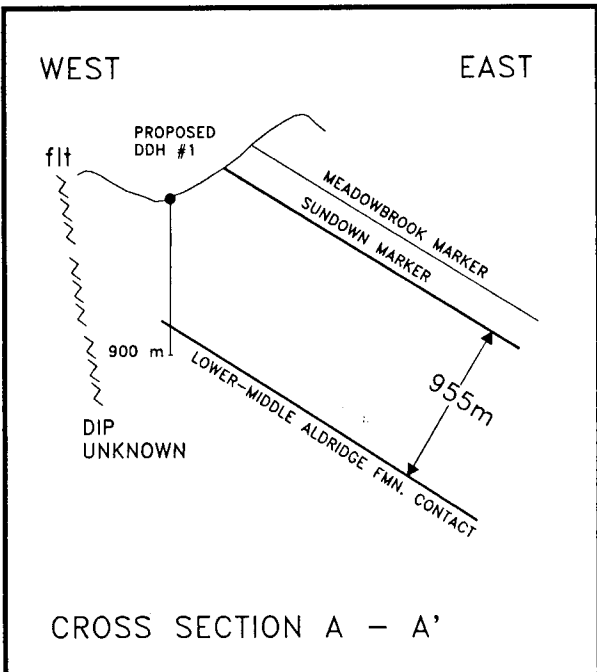 WEST
EAST
PROPOSED
DDH #1
flt
MEADOWBROOK MARKER
SUNDOWN MARKER
900 m
955m
LOWER-MIDDLE ALDRIDGE FMN. CONTACT
DIP
UNKNOWN
CROSS SECTION A - A'